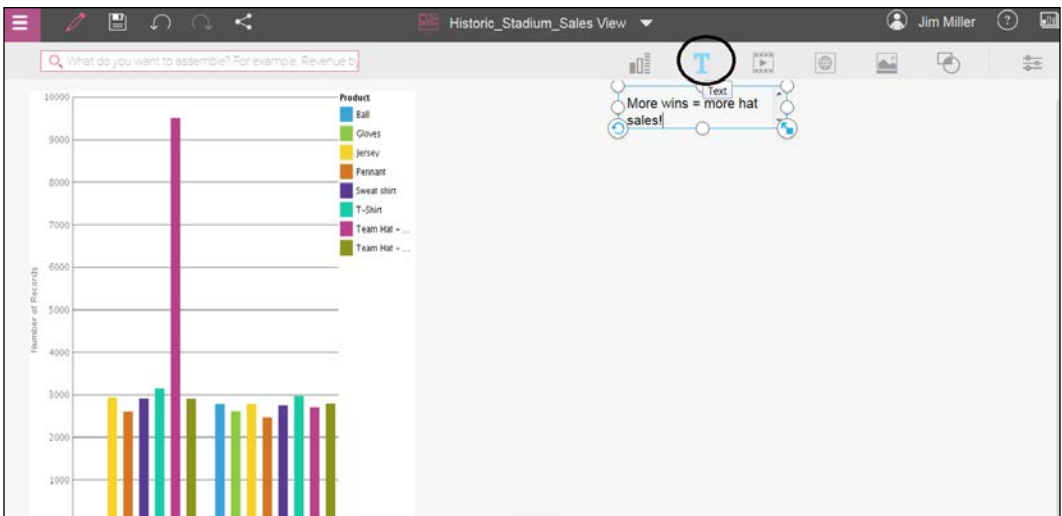 Historic_Stadium_Sales View
Jim Miller
?
What do you want to assemble? For example, Revenue b
T
Text
More wins = more hat
sales!
Product
Ball
Gloves
Jersey
Pennant
Sweat shirt
T-Shirt
Team Hat - ...
Team Hat - ...
Number of Records
10000
9000
8000
7000
6000
5000
4000
3000
2000
1000